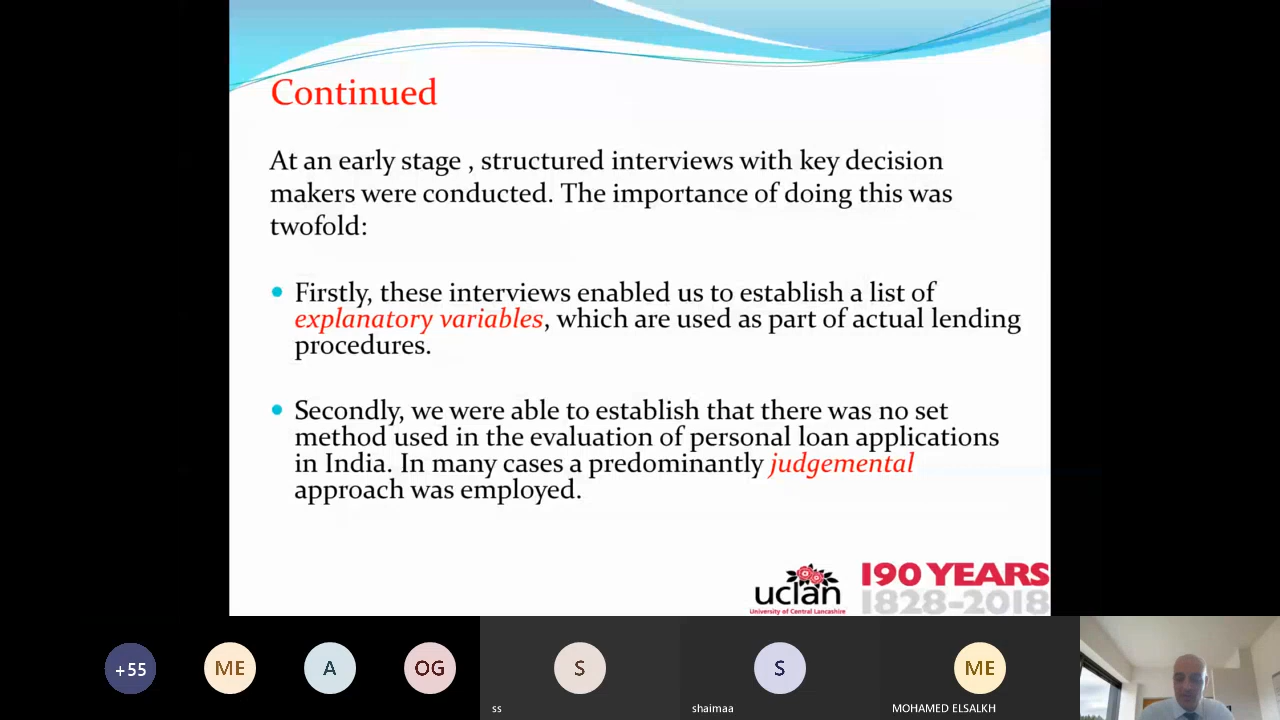 Continued
At an early stage , structured interviews with key decision
makers were conducted. The importance of doing this was
twofold:
• Firstly, these interviews enabled us to establish a list of
explanatory variables, which are used as part of actual lending
procedures.
• Secondly, we were able to establish that there was no set
method used in the evaluation of personal loan applications
in India. In many cases a predominantly judgemental
approach was employed.
uclan
University of Central Lancashire
190 YEARS
1828-2018
+55
ME
A
OG
S
S
ME
ss
shaimaa
MOHAMED ELSALKH